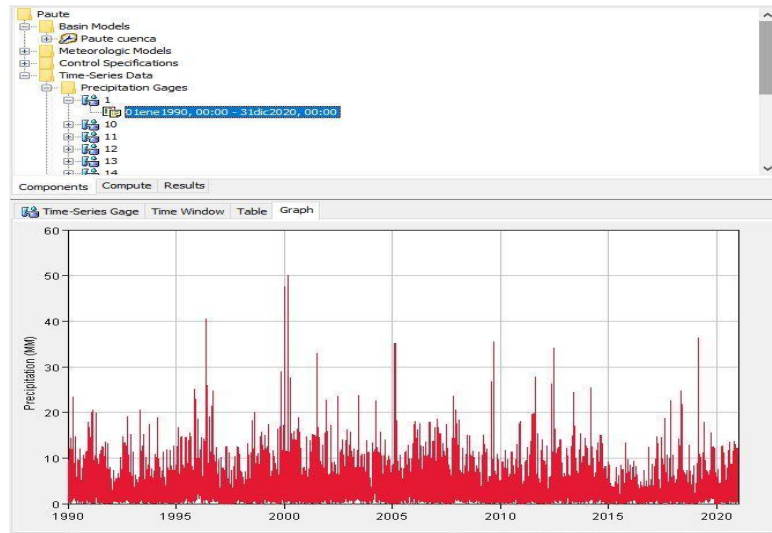 Paute
Basin Models
Paute cuenca
Meteorologic Models
Control Specifications
Time-Series Data
Precipitation Gages
1
01ene1990, 00:00 - 31dic2020, 00:00
10
11
12
13
14
Components Compute Results
Time-Series Gage Time Window Table Graph
60
50
40
30
20
10
0
Precipitation (MM)
1990 1995 2000 2005 2010 2015 2020